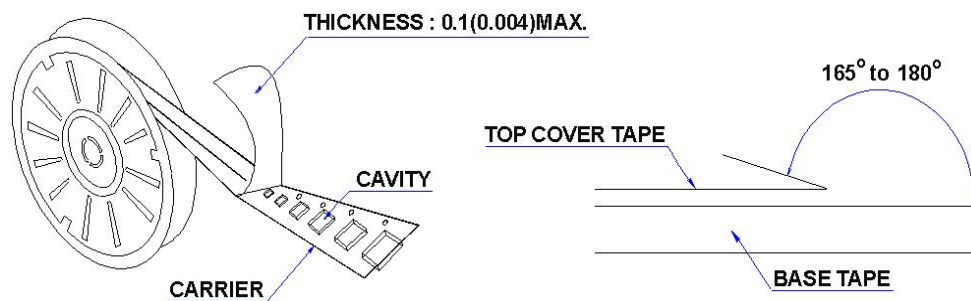 THICKNESS : 0.1(0.004)MAX.
CAVITY
CARRIER
165° to 180°
TOP COVER TAPE
BASE TAPE